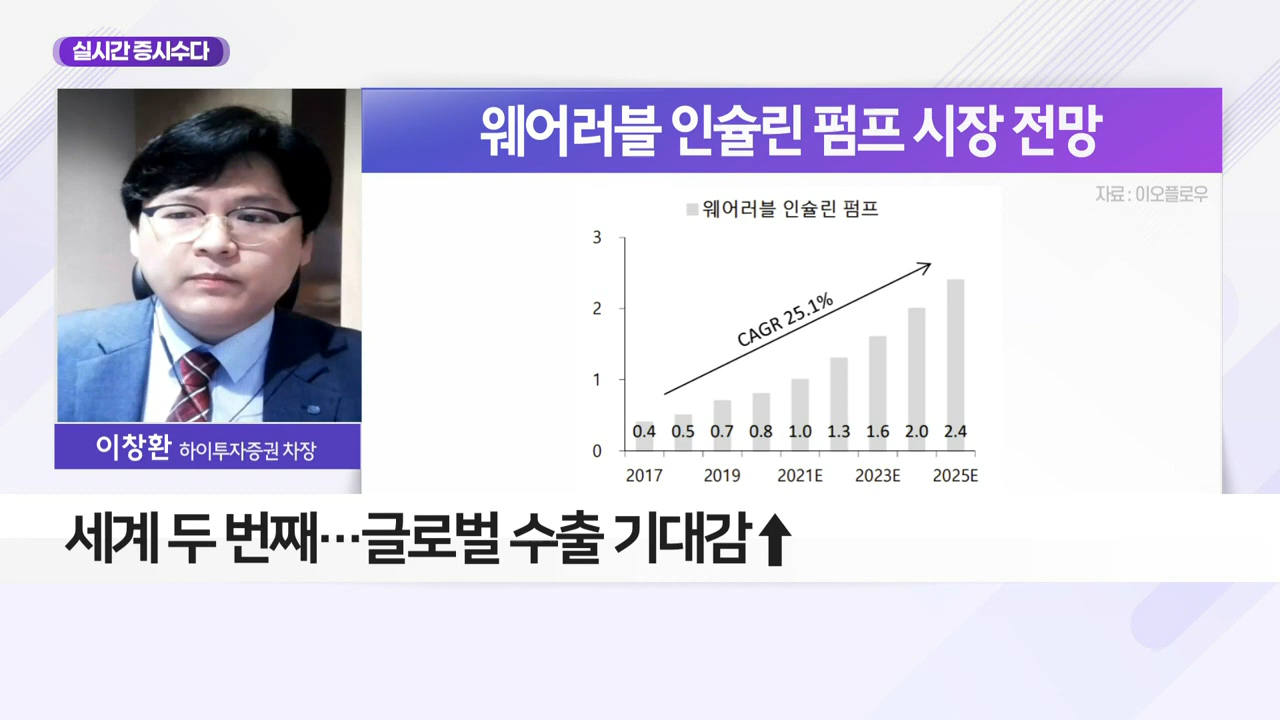 실시간 증시수다
웨어러블 인슐린 펌프 시장 전망
자료 : 이오플로우
웨어러블 인슐린 펌프
3
2
1
0
CAGR 25.1%
0.4 0.5 0.7 0.8 1.0 1.3 1.6 2.0 2.4
2017 2019 2021E 2023E 2025E
이창환 하이투자증권 차장
세계 두 번째…글로벌 수출 기대감↑